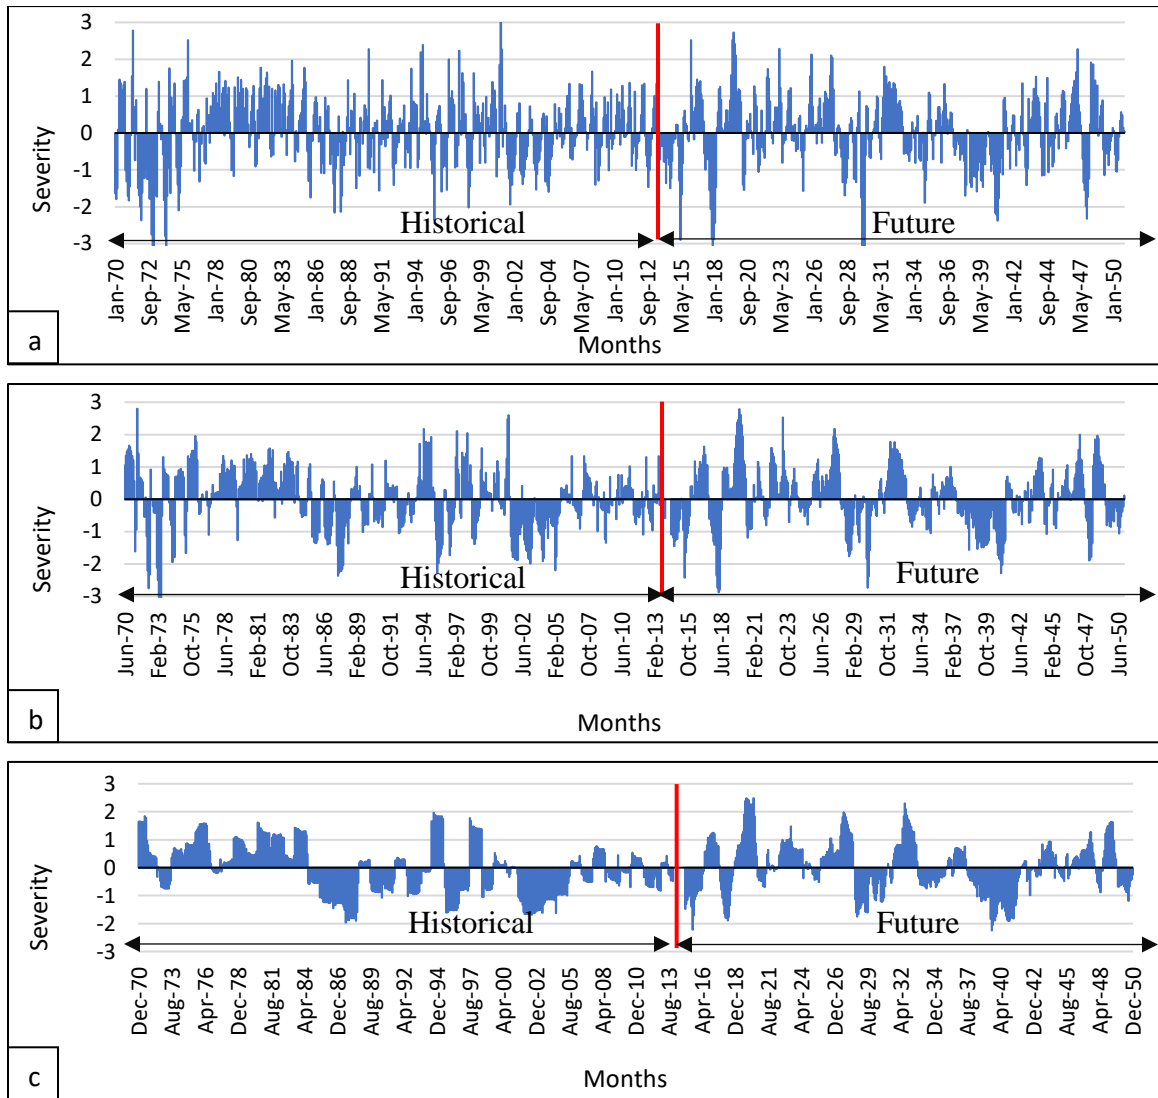 3
2
1
0
-1
-2
-3
Severity
Historical
Future
Jan-70
Sep-72
May-75
Jan-78
Sep-80
May-83
Jan-86
Sep-88
May-91
Jan-94
Sep-96
May-99
Jan-02
Sep-04
May-07
Jan-10
Sep-12
May-15
Jan-18
Sep-20
May-23
Jan-26
Sep-28
May-31
Jan-34
Sep-36
May-39
Jan-42
Sep-44
May-47
Jan-50
Months
a
3
2
1
0
-1
-2
-3
Severity
Historical
Future
Jun-70
Feb-73
Oct-75
Jun-78
Feb-81
Oct-83
Jun-86
Feb-89
Oct-91
Jun-94
Feb-97
Oct-99
Jun-02
Feb-05
Oct-07
Jun-10
Feb-13
Oct-15
Jun-18
Feb-21
Oct-23
Jun-26
Feb-29
Oct-31
Jun-34
Feb-37
Oct-39
Jun-42
Feb-45
Oct-47
Jun-50
Months
b
3
2
1
0
-1
-2
-3
Severity
Historical
Future
Dec-70
Aug-73
Apr-76
Dec-78
Aug-81
Apr-84
Dec-86
Aug-89
Apr-92
Dec-94
Aug-97
Apr-00
Dec-02
Aug-05
Apr-08
Dec-10
Aug-13
Apr-16
Dec-18
Aug-21
Apr-24
Dec-26
Aug-29
Apr-32
Dec-34
Aug-37
Apr-40
Dec-42
Aug-45
Apr-48
Dec-50
Months
c